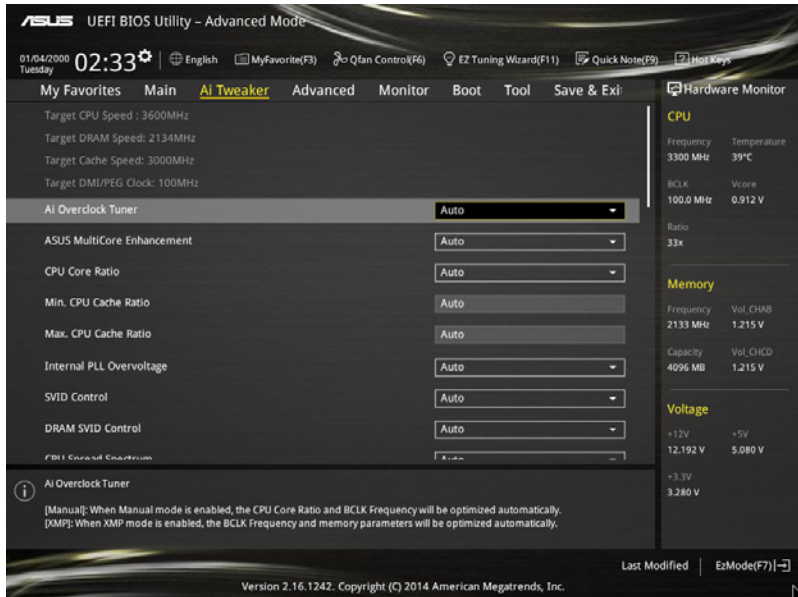 ASUS UEFI BIOS Utility – Advanced Mode
01/04/2000
Tuesday
02:33
English
MyFavorite(F3)
Qfan Control(F6)
EZ Tuning Wizard(F11)
Quick Note(F9)
? Hot Keys
My Favorites Main Ai Tweaker Advanced Monitor Boot Tool Save & Exi
Target CPU Speed : 3600MHz
Target DRAM Speed: 2134MHz
Target Cache Speed: 3000MHz
Target DMI/PEG Clock: 100MHz
Ai Overclock Tuner Auto
ASUS MultiCore Enhancement Auto
CPU Core Ratio Auto
Min. CPU Cache Ratio Auto
Max. CPU Cache Ratio Auto
Internal PLL Overvoltage Auto
SVID Control Auto
DRAM SVID Control Auto
CPU Spread Spectrum Auto
Hardware Monitor
CPU
Frequency Temperature
3300 MHz 39°C
BCLK Vcore
100.0 MHz 0.912 V
Ratio
33x
Memory
Frequency Vol_CHAB
2133 MHz 1.215 V
Capacity Vol_CHCD
4096 MB 1.215 V
Voltage
+12V +5V
12.192 V 5.080 V
+3.3V
3.280 V
Ai Overclock Tuner
[Manual]: When Manual mode is enabled, the CPU Core Ratio and BCLK Frequency will be optimized automatically.
[XMP]: When XMP mode is enabled, the BCLK Frequency and memory parameters will be optimized automatically.
Last Modified
EzMode(F7)
Version 2.16.1242. Copyright (C) 2014 American Megatrends, Inc.